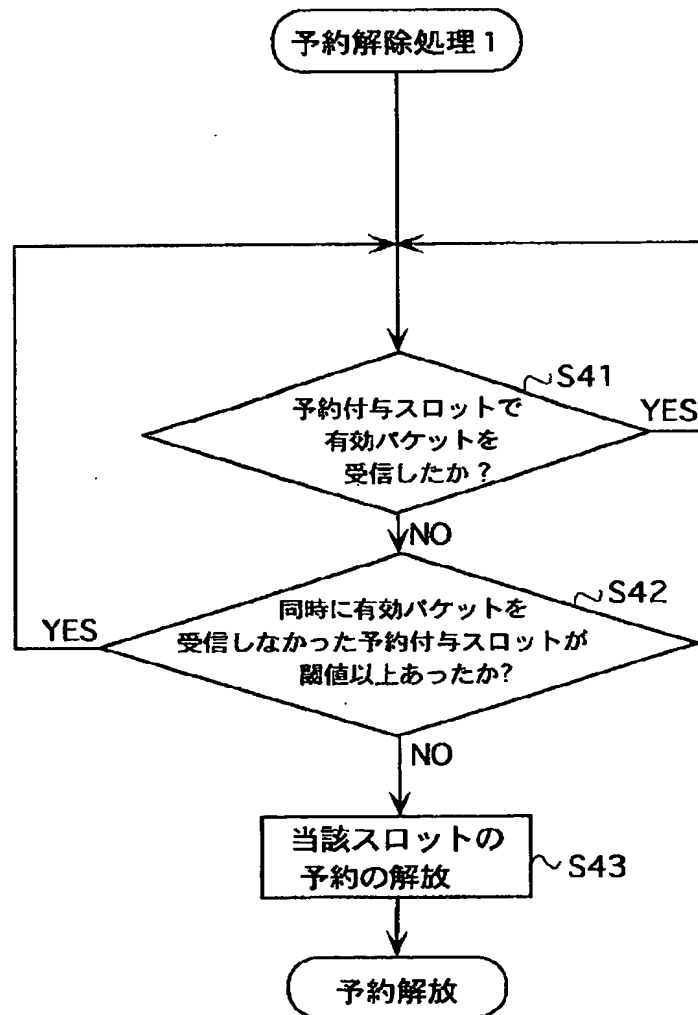 予約解除処理1
S41
予約付与スロットで
有効パケットを
受信したか?
YES
NO
S42
同時に有効パケットを
受信しなかった予約付与スロットが
閾値以上あったか?
YES
NO
当該スロットの
予約の解放
S43
予約解放